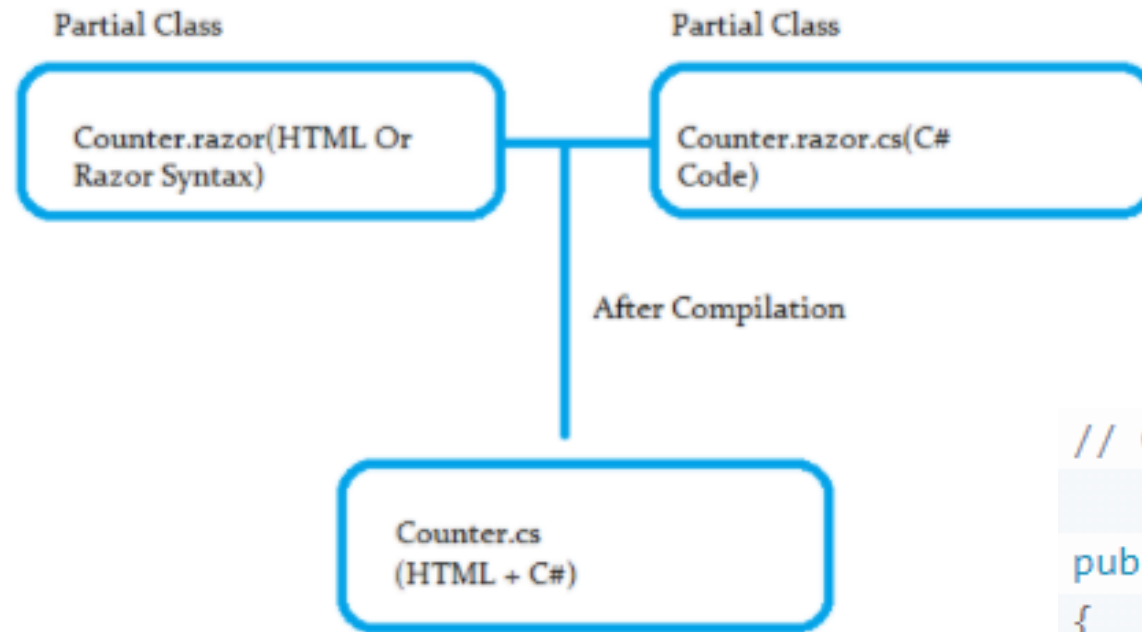 Partial Class
Partial Class
Counter.razor(HTML Or
Razor Syntax)
Counter.razor.cs(C#
Code)
After Compilation
Counter.cs
(HTML + C#)
//
pub
{